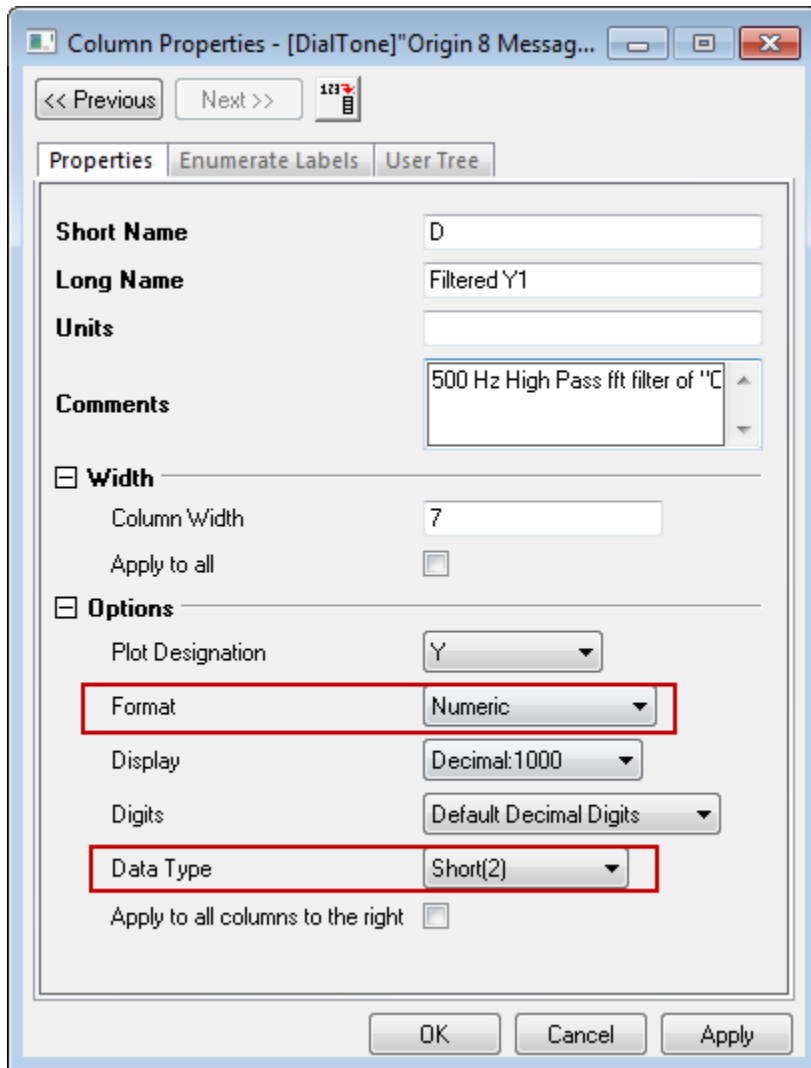 Column Properties - [DialTone]"Origin 8 Messag...
<< Previous Next >> 123
Properties Enumerate Labels User Tree
Short Name D
Long Name Filtered Y1
Units
Comments 500 Hz High Pass fft filter of "C
Width
Column Width 7
Apply to all
Options
Plot Designation Y
Format Numeric
Display Decimal:1000
Digits Default Decimal Digits
Data Type Short(2)
Apply to all columns to the right
OK Cancel Apply